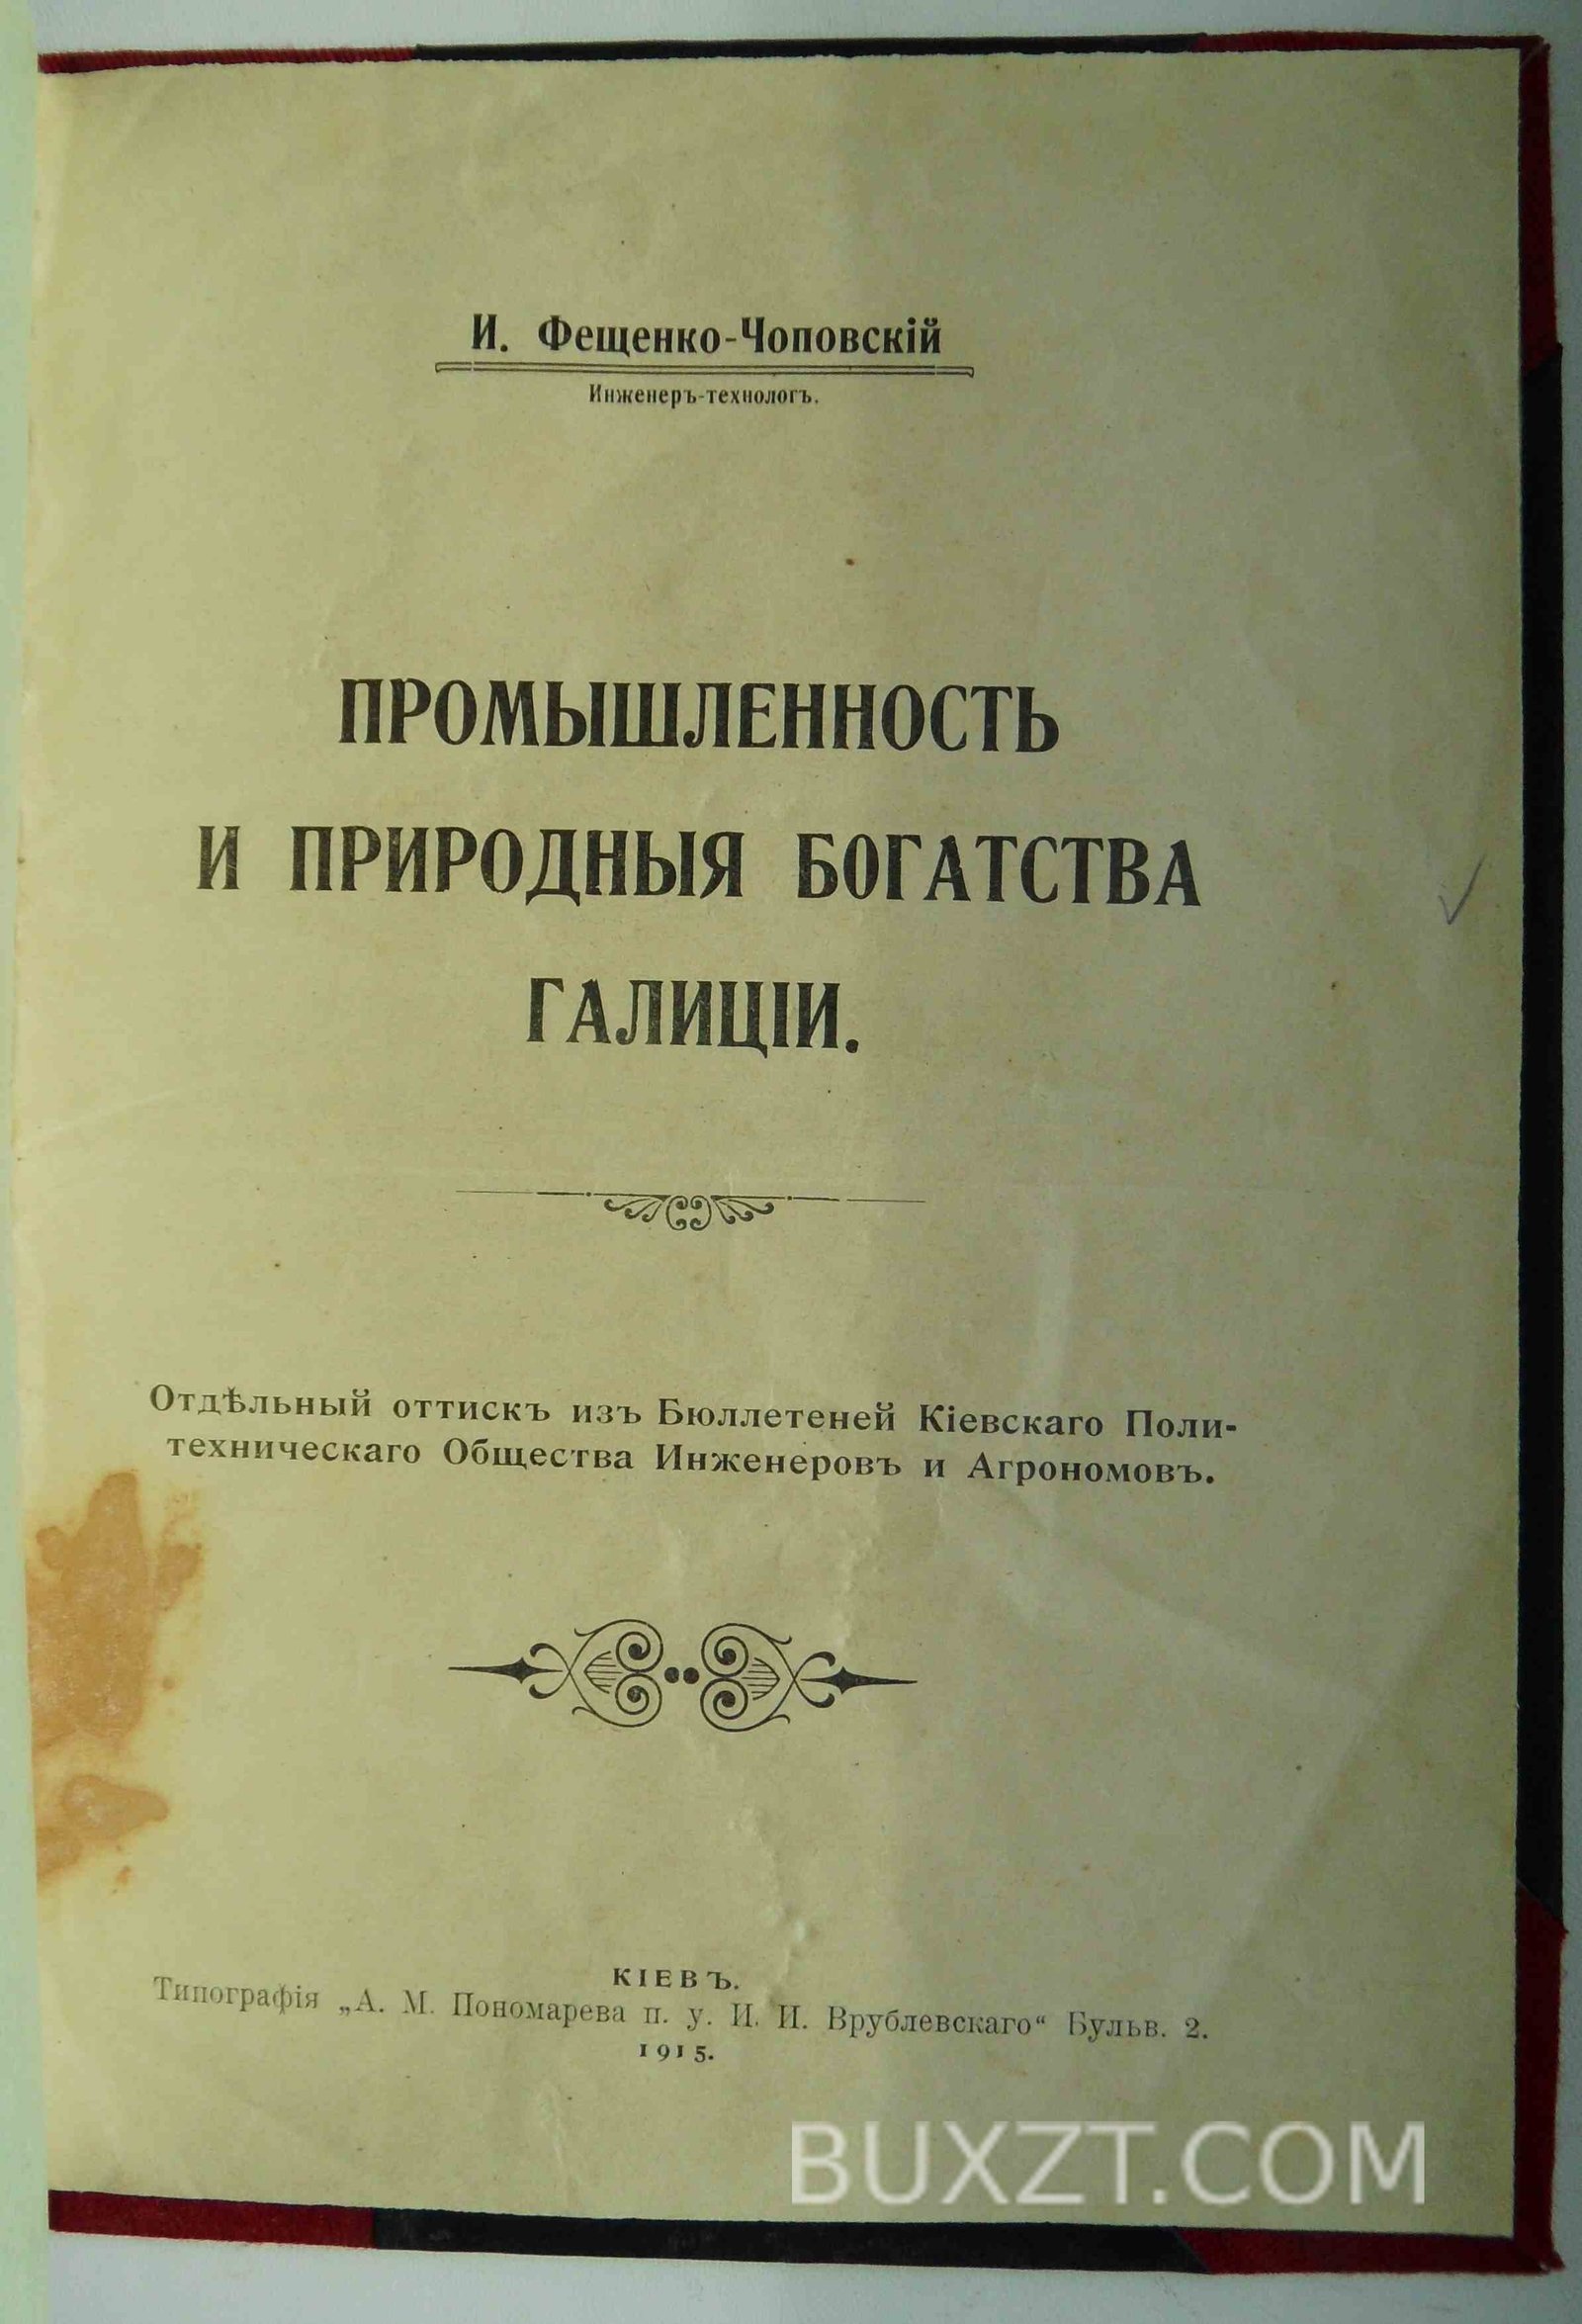 И. Фещенко-Чоповскій
Инженеръ-технологъ.
ПРОМЫШЛЕННОСТЬ
И ПРИРОДНЫЯ БОГАТСТВА
ГАЛИЦІИ.
Отдѣльный оттискъ изъ Бюллетеней Кіевскаго Поли-
техническаго Общества Инженеровъ и Агрономовъ.
КІЕВЪ.
Типографія „А. М. Пономарева п. у. И. И. Врублевскаго“ Бульв. 2.
1915.
BUXZT.COM